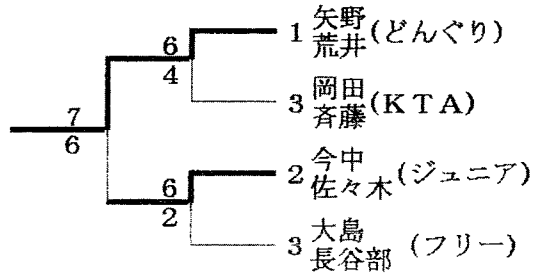 1 矢野
荒井 (どんぐり)
6
4
3 岡田
斉藤 (KTA)
7
6
2 今中
佐々木 (ジュニア)
6
2
3 大島
長谷部 (フリー)